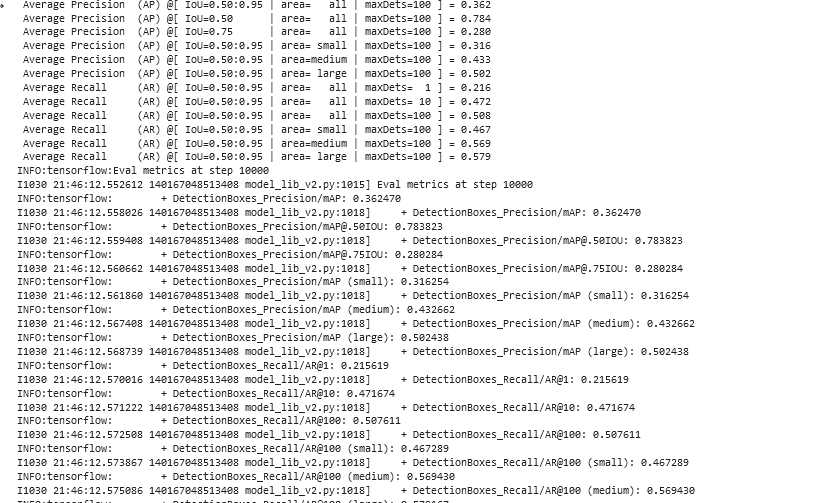 Average Precision  (AP) @[ IoU=0.50:0.95 | area=   all | maxDets=100 ] = 0.362
Average Precision  (AP) @[ IoU=0.50      | area=   all | maxDets=100 ] = 0.784
Average Precision  (AP) @[ IoU=0.75      | area=   all | maxDets=100 ] = 0.280
Average Precision  (AP) @[ IoU=0.50:0.95 | area= small | maxDets=100 ] = 0.316
Average Precision  (AP) @[ IoU=0.50:0.95 | area=medium | maxDets=100 ] = 0.433
Average Precision  (AP) @[ IoU=0.50:0.95 | area= large | maxDets=100 ] = 0.502
Average Recall     (AR) @[ IoU=0.50:0.95 | area=   all | maxDets=  1 ] = 0.216
Average Recall     (AR) @[ IoU=0.50:0.95 | area=   all | maxDets= 10 ] = 0.472
Average Recall     (AR) @[ IoU=0.50:0.95 | area=   all | maxDets=100 ] = 0.508
Average Recall     (AR) @[ IoU=0.50:0.95 | area= small | maxDets=100 ] = 0.467
Average Recall     (AR) @[ IoU=0.50:0.95 | area=medium | maxDets=100 ] = 0.569
Average Recall     (AR) @[ IoU=0.50:0.95 | area= large | maxDets=100 ] = 0.579
INFO:tensorflow:Eval metrics at step 10000
I1030 21:46:12.552612 140167048513408 model_lib_v2.py:1015] Eval metrics at step 10000
INFO:tensorflow:        + DetectionBoxes_Precision/mAP: 0.362470
I1030 21:46:12.558026 140167048513408 model_lib_v2.py:1018]     + DetectionBoxes_Precision/mAP: 0.362470
INFO:tensorflow:        + DetectionBoxes_Precision/mAP@.50IOU: 0.783823
I1030 21:46:12.559408 140167048513408 model_lib_v2.py:1018]     + DetectionBoxes_Precision/mAP@.50IOU: 0.783823
INFO:tensorflow:        + DetectionBoxes_Precision/mAP@.75IOU: 0.280284
I1030 21:46:12.560662 140167048513408 model_lib_v2.py:1018]     + DetectionBoxes_Precision/mAP@.75IOU: 0.280284
INFO:tensorflow:        + DetectionBoxes_Precision/mAP (small): 0.316254
I1030 21:46:12.561860 140167048513408 model_lib_v2.py:1018]     + DetectionBoxes_Precision/mAP (small): 0.316254
INFO:tensorflow:        + DetectionBoxes_Precision/mAP (medium): 0.432662
I1030 21:46:12.567408 140167048513408 model_lib_v2.py:1018]     + DetectionBoxes_Precision/mAP (medium): 0.432662
INFO:tensorflow:        + DetectionBoxes_Precision/mAP (large): 0.502438
I1030 21:46:12.568739 140167048513408 model_lib_v2.py:1018]     + DetectionBoxes_Precision/mAP (large): 0.502438
INFO:tensorflow:        + DetectionBoxes_Recall/AR@1: 0.215619
I1030 21:46:12.570016 140167048513408 model_lib_v2.py:1018]     + DetectionBoxes_Recall/AR@1: 0.215619
INFO:tensorflow:        + DetectionBoxes_Recall/AR@10: 0.471674
I1030 21:46:12.571222 140167048513408 model_lib_v2.py:1018]     + DetectionBoxes_Recall/AR@10: 0.471674
INFO:tensorflow:        + DetectionBoxes_Recall/AR@100: 0.507611
I1030 21:46:12.572508 140167048513408 model_lib_v2.py:1018]     + DetectionBoxes_Recall/AR@100: 0.507611
INFO:tensorflow:        + DetectionBoxes_Recall/AR@100 (small): 0.467289
I1030 21:46:12.573867 140167048513408 model_lib_v2.py:1018]     + DetectionBoxes_Recall/AR@100 (small): 0.467289
INFO:tensorflow:        + DetectionBoxes_Recall/AR@100 (medium): 0.569430
I1030 21:46:12.575086 140167048513408 model_lib_v2.py:1018]     + DetectionBoxes_Recall/AR@100 (medium): 0.569430